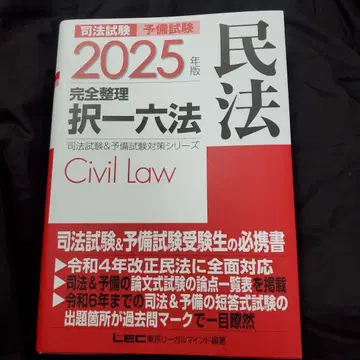 司法試験 予備試験
2025年版
民法
完全整理
択一六法
司法試験&予備試験対策シリーズ
Civil Law
司法試験&予備試験受験生の必携書
▶令和4年改正民法に全面対応
▶司法&予備の論文式試験の論点一覧表を掲載
▶令和6年までの司法&予備の短答式試験の
出題箇所が過去問マークで一目瞭然
LEC東京リーガルマインド編著